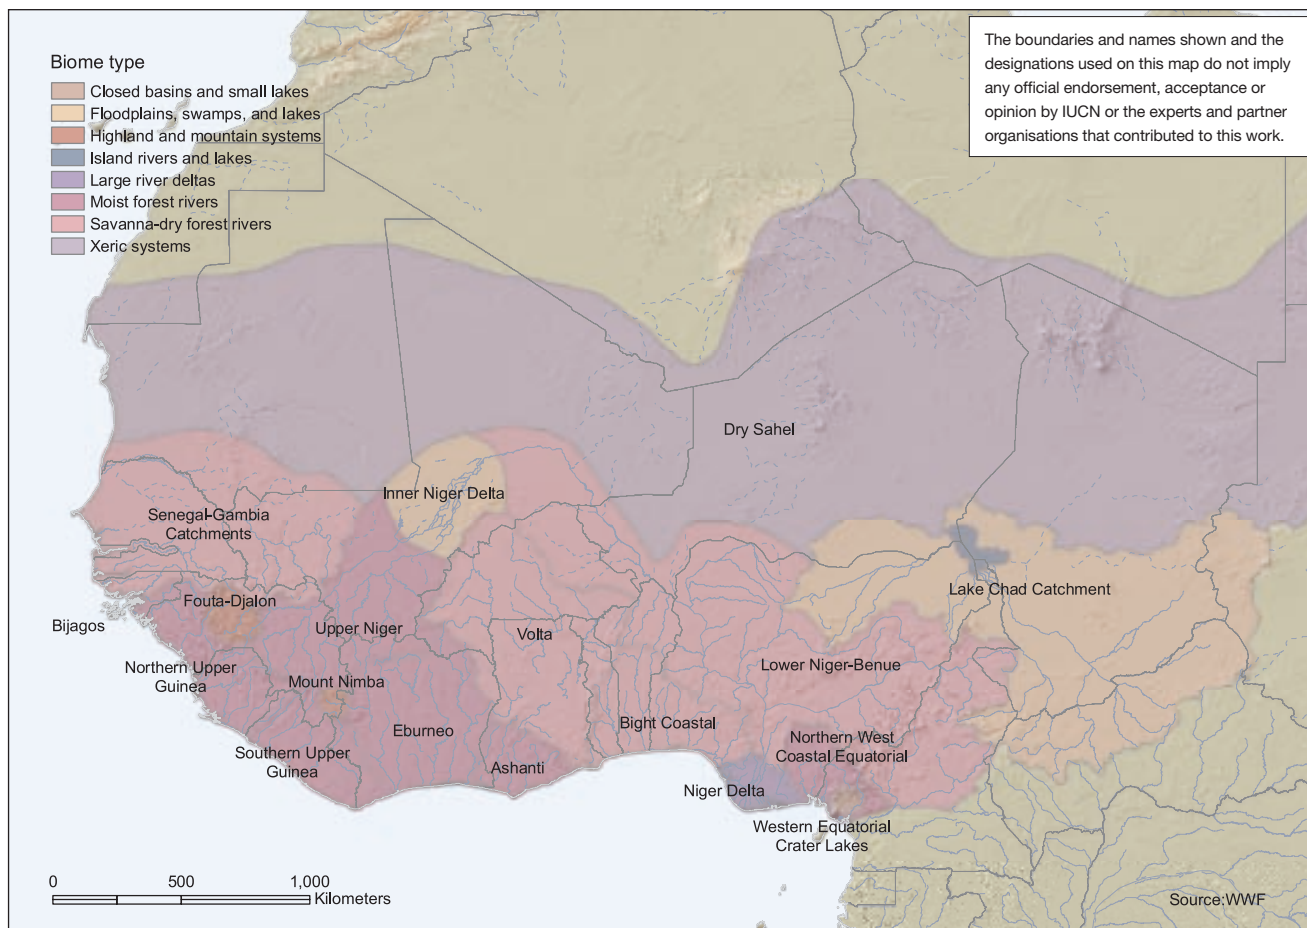 The boundaries and names shown and the
designations used on this map do not imply
any official endorsement, acceptance or
opinion by IUCN or the experts and partner
organisations that contributed to this work.
Biome type
Closed basins and small lakes
Floodplains, swamps, and lakes
Highland and mountain systems
Island rivers and lakes
Large river deltas
Moist forest rivers
Savanna-dry forest rivers
Xeric systems
Dry Sahel
Inner Niger Delta
Senegal-Gambia
Catchments
Lake Chad Catchment
Fouta-Djalon
Bijagos
Upper Niger
Volta
Northern Upper
Guinea
Mount Nimba
Lower Niger-Benue
Eburneo
Bight Coastal
Northern West
Coastal Equatorial
Southern Upper
Guinea
Ashanti
Niger Delta
Western Equatorial
Crater Lakes
0
500
1,000
Kilometers
Source:WWF